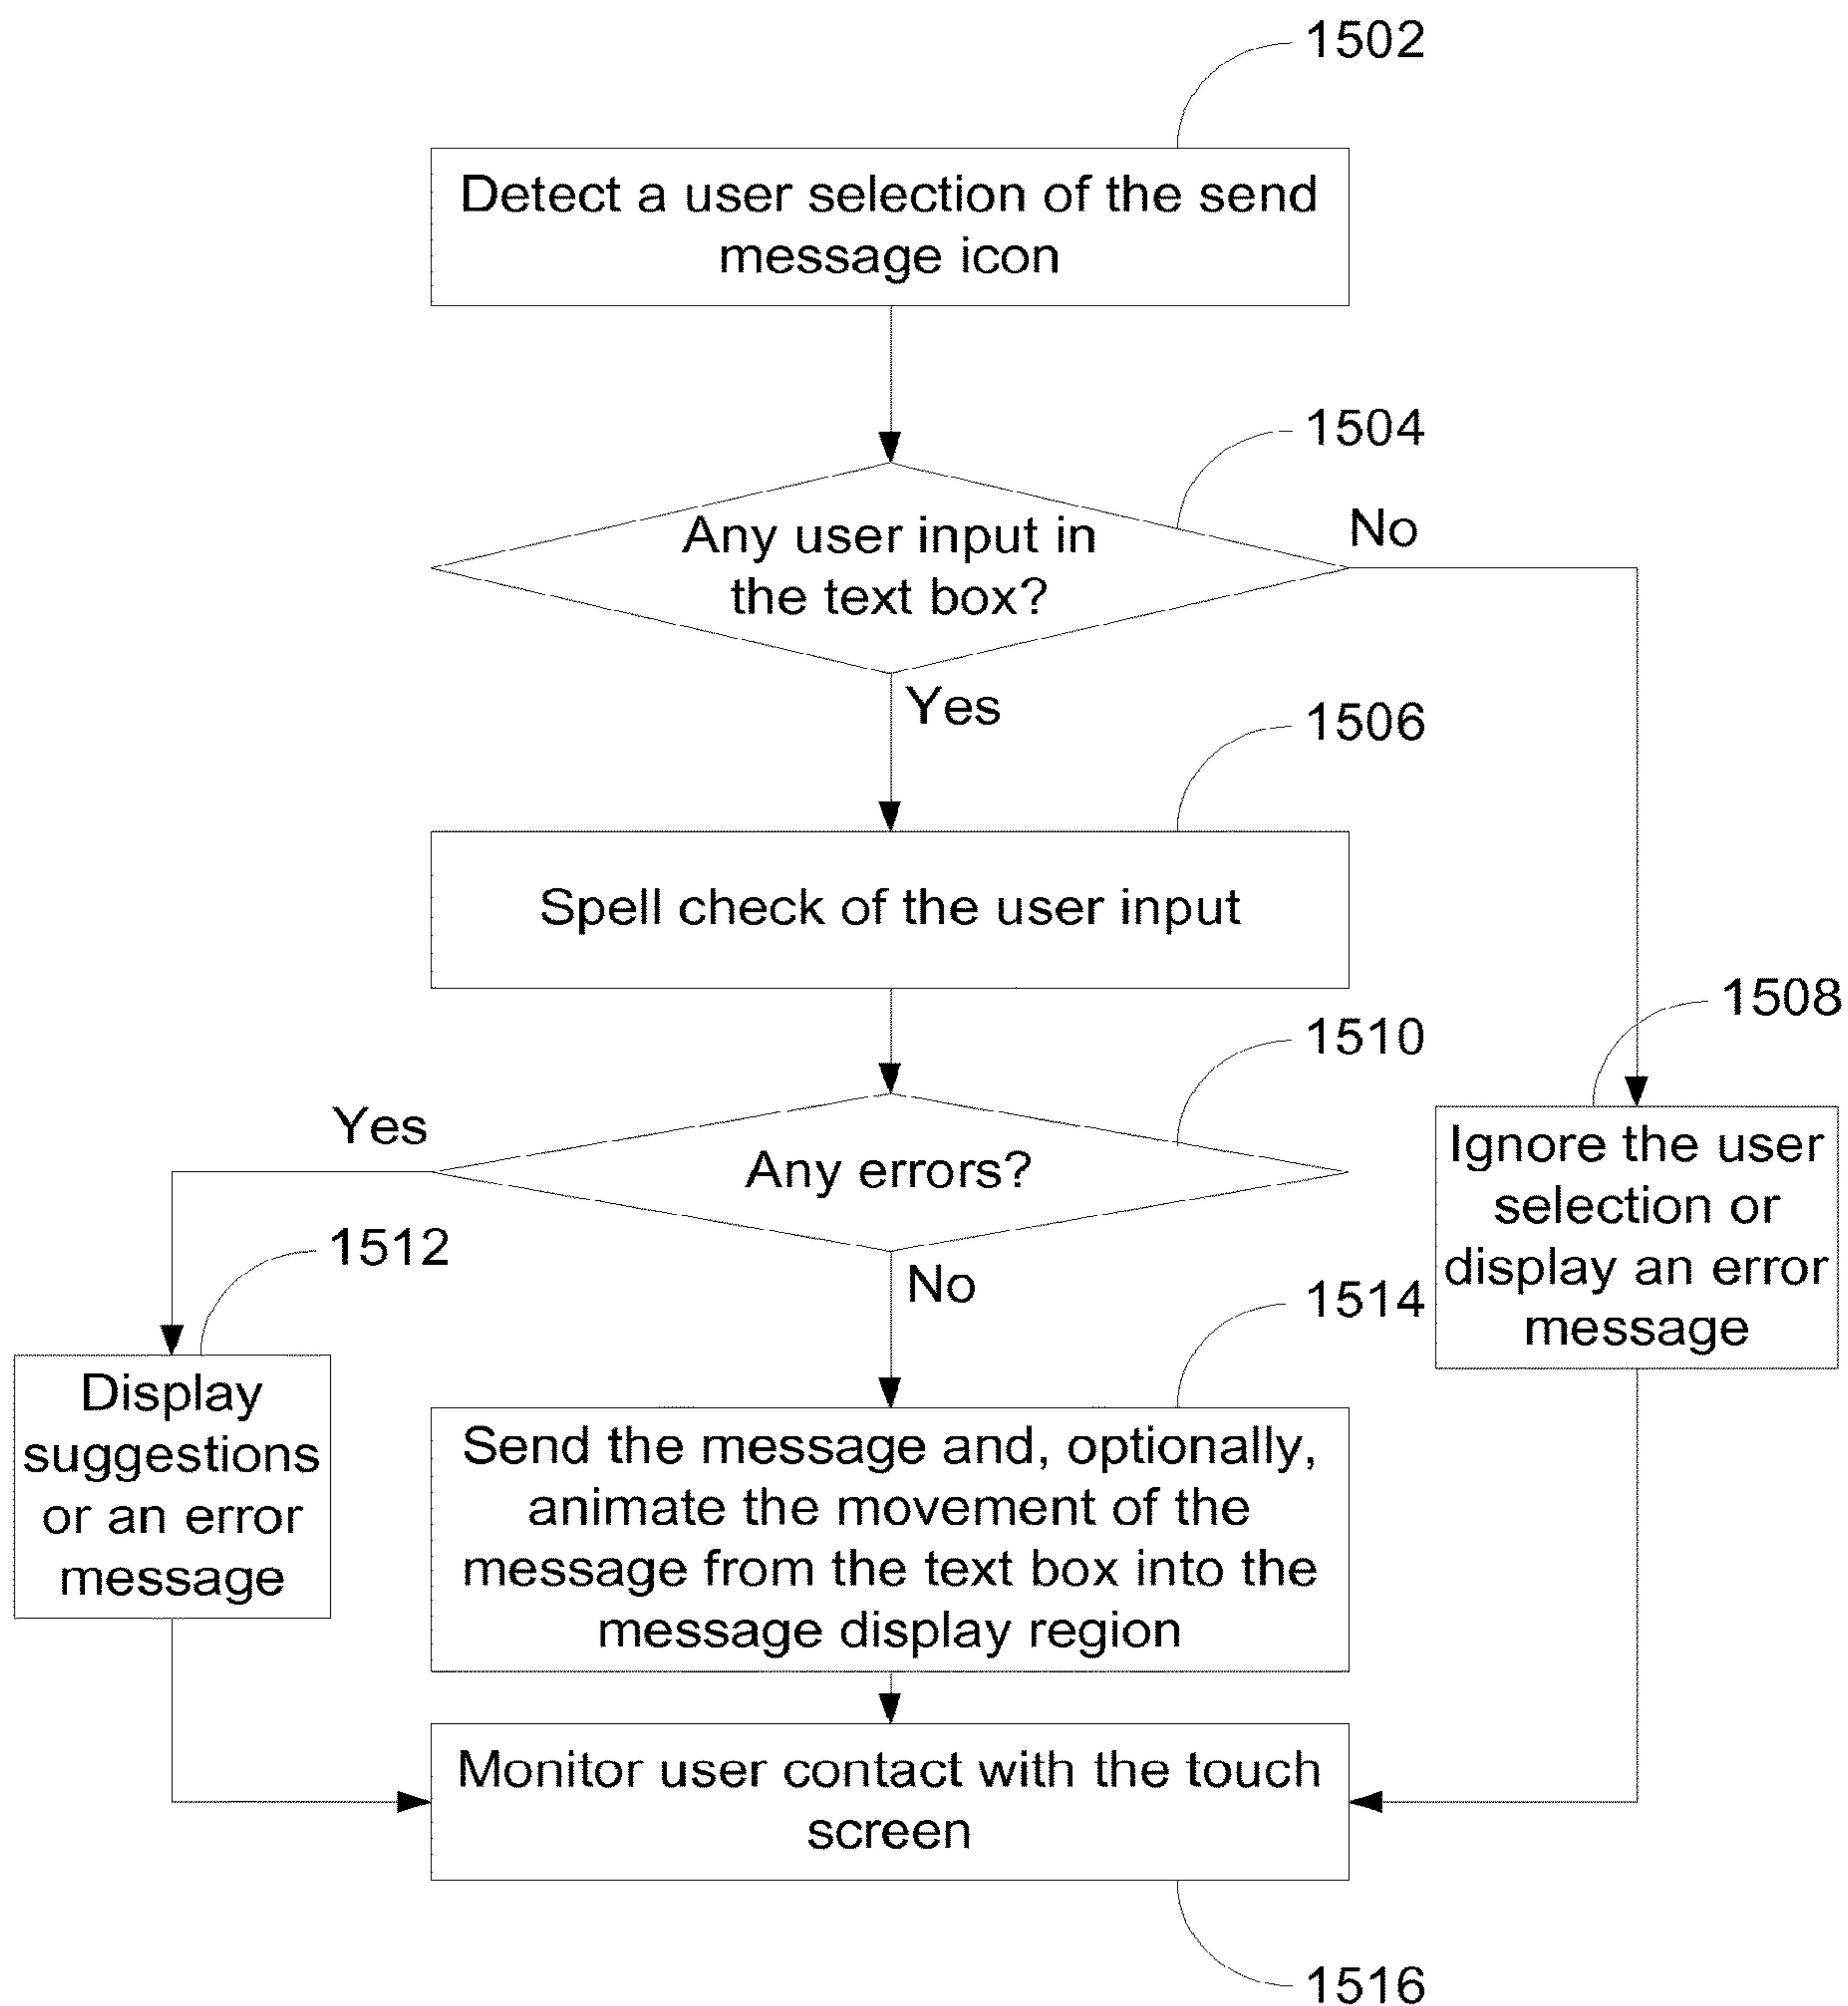 1502
Detect a user selection of the send
message icon
1504
Any user input in
the text box?
No
Yes
1506
Spell check of the user input
1508
1510
Yes
Any errors?
Ignore the user
selection or
display an error
message
1512
No
1514
Display
suggestions
or an error
message
Send the message and, optionally,
animate the movement of the
message from the text box into the
message display region
Monitor user contact with the touch
screen
1516